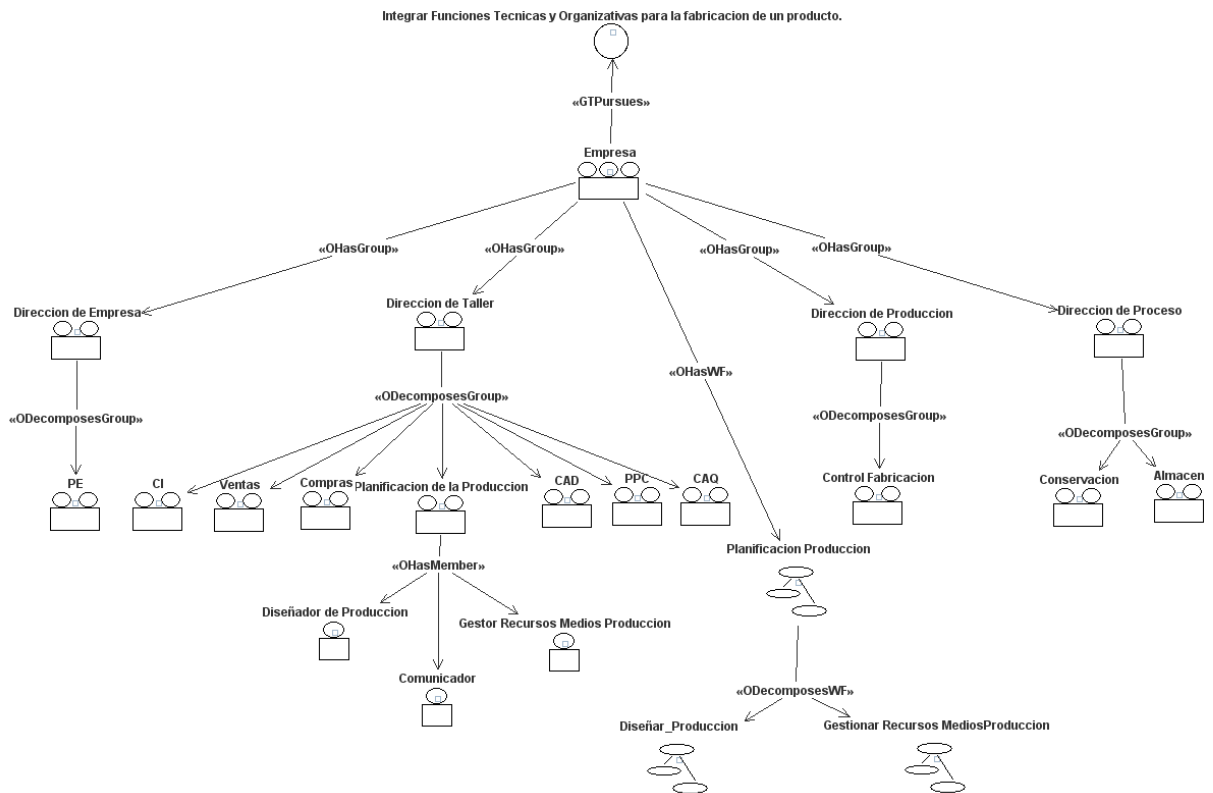 Integrar Funciones Tecnicas y Organizativas para la fabricacion de un producto.
«GTPursues»
Empresa
«OHasGroup»
«OHasGroup»
«OHasGroup»
«OHasGroup»
Direccion de Empresa
Direccion de Taller
Direccion de Produccion
Direccion de Proceso
«OHasWF»
«ODecomposesGroup»
«ODecomposesGroup»
«ODecomposesGroup»
«ODecomposesGroup»
PE
CI
Ventas
Compras
Planificacion de la Produccion
CAD
PPC
CAQ
Control Fabricacion
Conservacion
Almacen
Planificacion Produccion
«OHasMember»
Diseñador de Produccion
Gestor Recursos Medios Produccion
Comunicador
«ODecomposesWF»
Diseñar_Produccion
Gestionar Recursos MediosProduccion